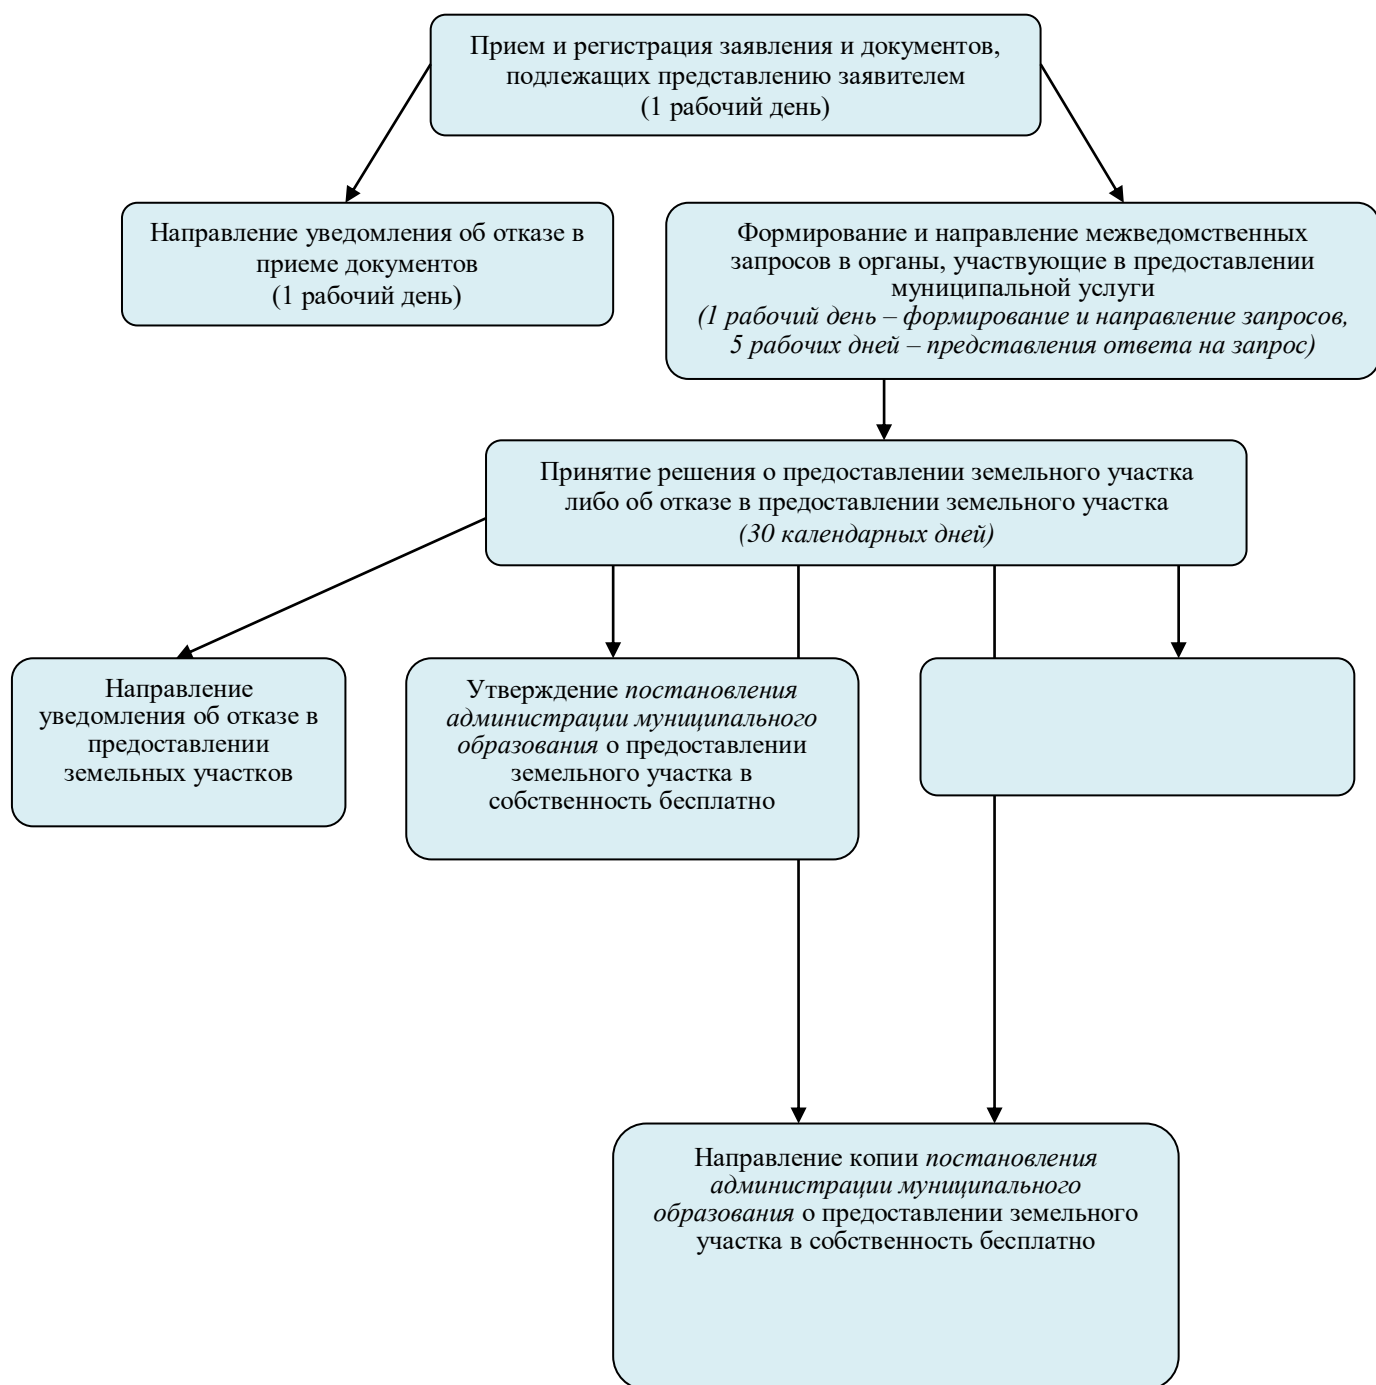 Прием и регистрация заявления и документов,
подлежащих представлению заявителем
(1 рабочий день)
Направление уведомления об отказе в
приеме документов
(1 рабочий день)
Формирование и направление межведомственных
запросов в органы, участвующие в предоставлении
муниципальной услуги
(1 рабочий день – формирование и направление запросов,
5 рабочих дней – представления ответа на запрос)
Принятие решения о предоставлении земельного участка
либо об отказе в предоставлении земельного участка
(30 календарных дней)
Направление
уведомления об отказе в
предоставлении
земельных участков
Утверждение постановления
администрации муниципального
образования о предоставлении
земельного участка в
собственность бесплатно
Направление копии постановления
администрации муниципального
образования о предоставлении земельного
участка в собственность бесплатно